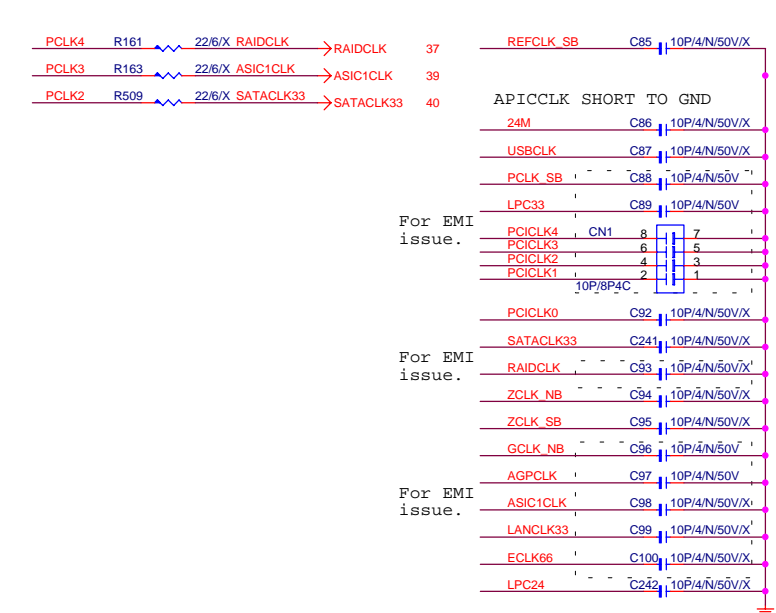 PCLK4 R161 22/6/X RAIDCLK RAIDCLK 37
PCLK3 R163 22/6/X ASIC1CLK ASIC1CLK 39
PCLK2 R509 22/6/X SATACLK33 SATACLK33 40
REFCLK_SB C85 10P/4/N/50V/X
APICCLK SHORT TO GND
24M C86 10P/4/N/50V/X
USBCLK C87 10P/4/N/50V/X
PCLK_SB C88 10P/4/N/50V
LPC33 C89 10P/4/N/50V
For EMI
issue.
PCICLK4 CN1 8 7
PCICLK3 6 5
PCICLK2 4 3
PCICLK1 2 1
10P/8P4C
PCICLK0 C92 10P/4/N/50V/X
SATACLK33 C241 10P/4/N/50V/X
For EMI
issue.
RAIDCLK C93 10P/4/N/50V/X
ZCLK_NB C94 10P/4/N/50V/X
ZCLK_SB C95 10P/4/N/50V/X
GCLK_NB C96 10P/4/N/50V
AGPCLK C97 10P/4/N/50V
For EMI
issue.
ASIC1CLK C98 10P/4/N/50V/X
LANCLK33 C99 10P/4/N/50V/X
ECLK66 C100 10P/4/N/50V/X
LPC24 C242 10P/4/N/50V/X